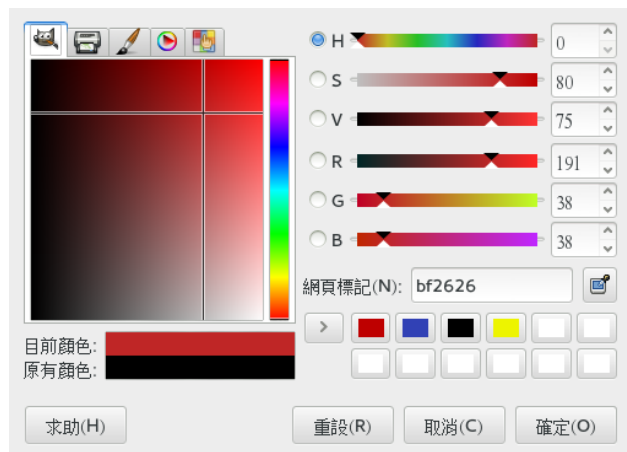 H 0
S 80
V 75
R 191
G 38
B 38
網頁標記(N): bf2626
>
目前顏色:
原有顏色:
求助(H) 重設(R) 取消(C) 確定(O)